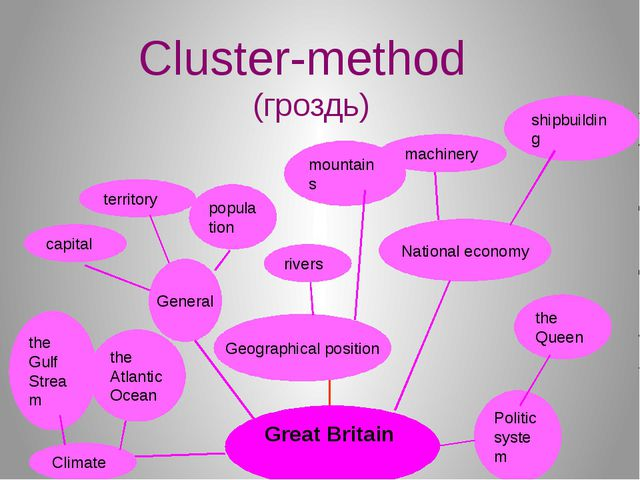 Cluster-method
(гроздь)
shipbuildin
g
machinery
mountain
s
territory
popula
tion
capital
rivers
National economy
General
the
Queen
the
Gulf
Strea
m
the
Atlantic
Ocean
Geographical position
Great Britain
Politic
syste
m
Climate